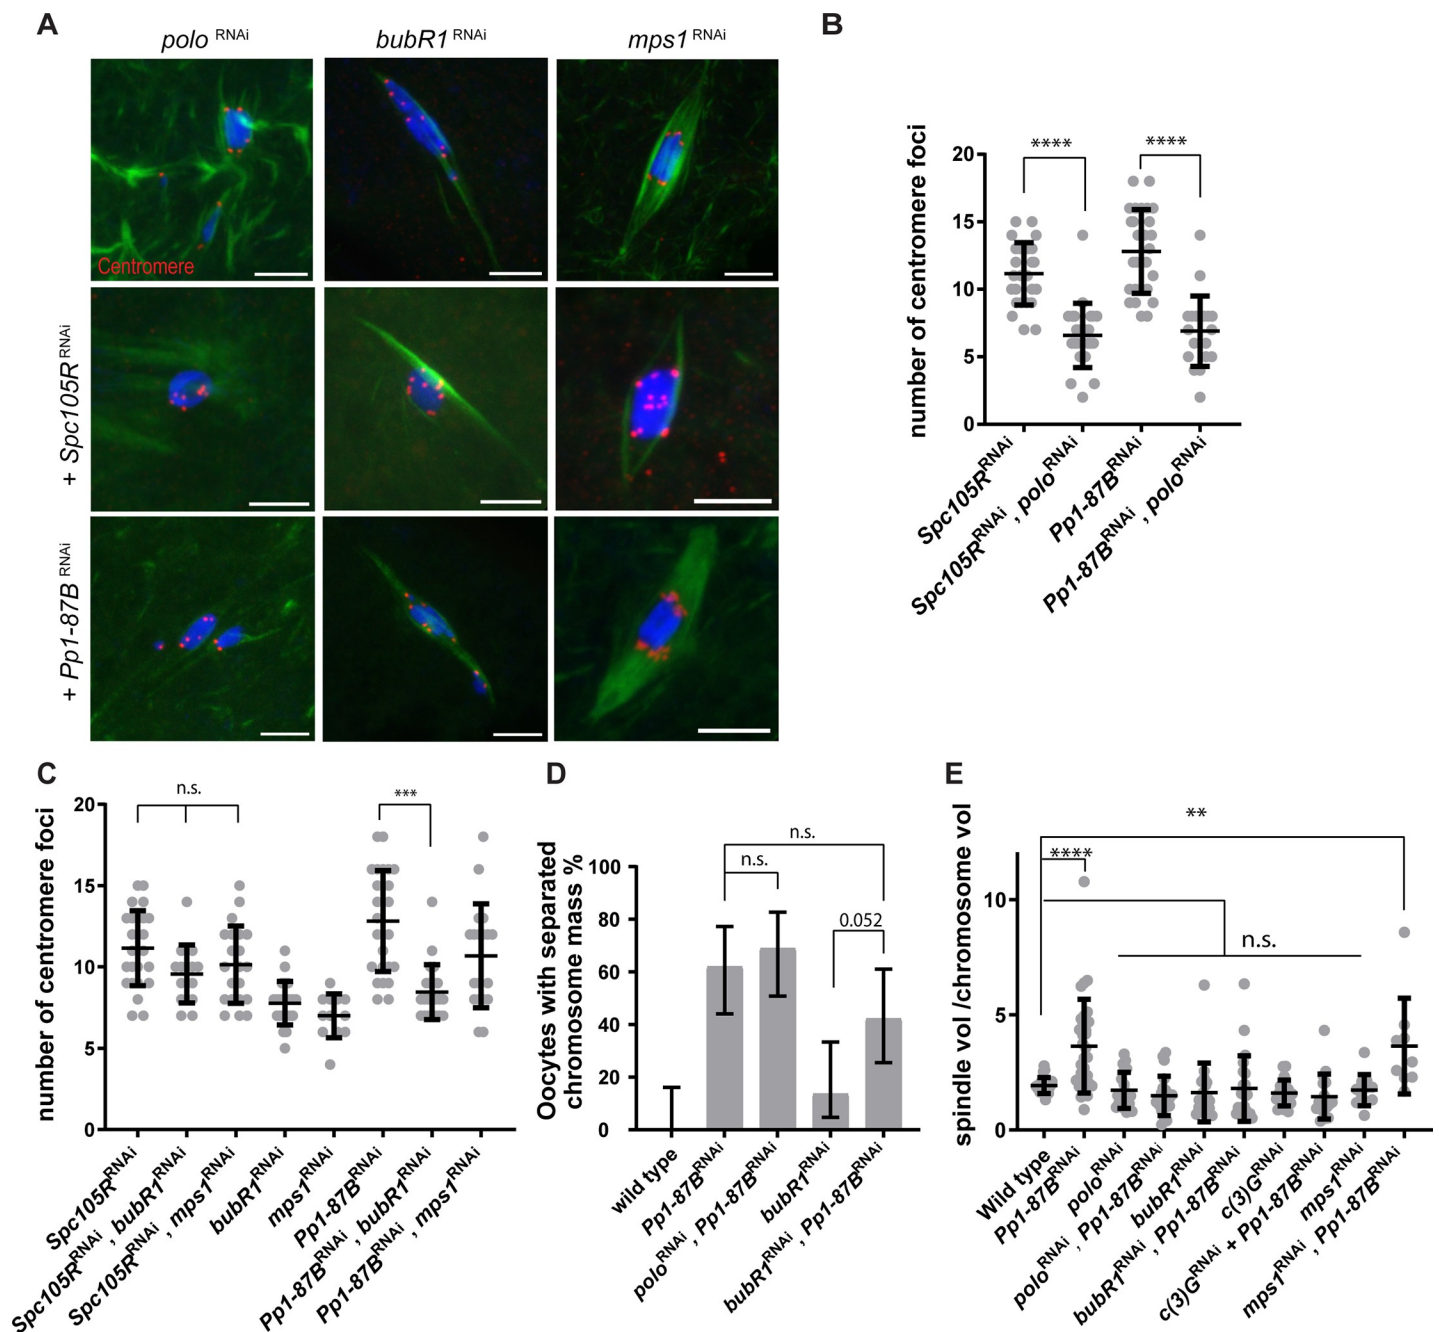 A
polo RNAi
bubR1 RNAi
mps1 RNAi
Centromere
+ Spc105R RNAi
+ Pp1-87B RNAi
B
number of centromere foci
20
15
10
5
0
****
****
Spc105R RNAi
Spc105R RNAi, polo RNAi
Pp1-87B RNAi
Pp1-87B RNAi, polo RNAi
C
number of centromere foci
20
15
10
5
0
n.s.
***
Spc105R RNAi
Spc105R RNAi, bubR1 RNAi
Spc105R RNAi, mps1 RNAi
bubR1 RNAi
mps1 RNAi
Pp1-87B RNAi
Pp1-87B RNAi, bubR1 RNAi
Pp1-87B RNAi, mps1 RNAi
D
Oocytes with separated
chromosome mass %
100
80
60
40
20
0
n.s.
n.s.
0.052
wild type
Pp1-87B RNAi
polo RNAi, Pp1-87B RNAi
bubR1 RNAi
bubR1 RNAi, Pp1-87B RNAi
E
spindle vol /chromosome vol
10
5
0
**
****
n.s.
Wild type
Pp1-87B RNAi
polo RNAi
polo RNAi, Pp1-87B RNAi
bubR1 RNAi
bubR1 RNAi, Pp1-87B RNAi
c(3)G RNAi
c(3)G RNAi + Pp1-87B RNAi
mps1 RNAi
mps1 RNAi, Pp1-87B RNAi